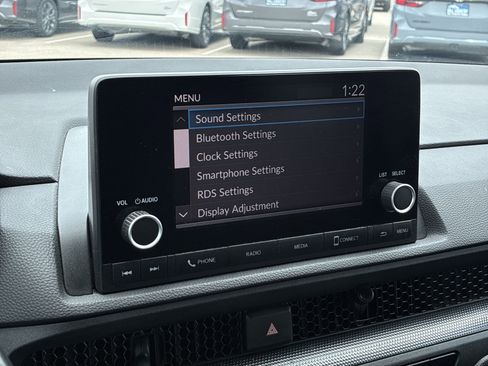 MENU 1:22
Sound Settings
Bluetooth Settings
Clock Settings
Smartphone Settings
RDS Settings
Display Adjustment
VOL AUDIO
LIST SELECT
PHONE RADIO MEDIA CONNECT MENU